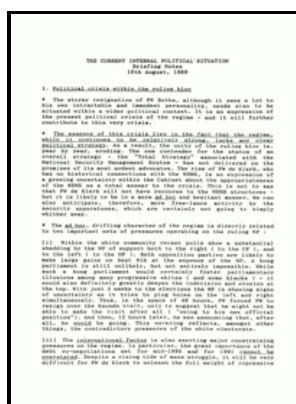 THE CURRENT INTERNAL POLITICAL SITUATION
Briefing Notes
18th August, 1989
1. Political crisis within the ruling bloc
* The stormy resignation of PW Botha, although it owes a lot to
his own intractable and immodest personality, needs also to be
situated within a wider political context. It is an expression of
the present political crisis of the regime - and it will further
contribute to this very crisis.
* The essence of this crisis lies in the fact that the regime,
while it continues to be relatively strong, lacks any clear
political strategy. As a result, the unity of the ruling bloc is,
year by year, eroding. The one contender for the status of an
overall strategy - the "Total Strategy" associated with the
National Security Management System - has not delivered on the
promises of its most ardent advocates. The rise of FW de Klerk, who
has no historical connections with the NSMS, is an expression of
a growing uncertainty within the Cabinet about the appropriateness
of the NSMS as a total answer to the crisis. This is not to say
that FW de Klerk will not have recourse to the NSMS structures -
but it is likely to be in a more ad hoc and hesitant manner. We can
also anticipate, therefore, more free-lance activity by the
security apparatuses, which are certainly not going to simply
whither away.
* The ad hoc, drifting character of the regime is directly related
to two important sets of pressures operating on the ruling NP :
[i] Within the white community recent polls show a substantial
shedding by the NP of support both to the right ( to the CP ), and
to the left ( to the DP ). Both opposition parties are likely to
make large gains on Sept 6th at the expense of the NP. A hung
parliament is still unlikely, but not entirely impossible. While
such a hung parliament would certainly foster parliamentary
illusions among more progressive whites ( and some blacks ) - it
would also definitely greatly deepen the indecision and erosion at
the top. With just 3 weeks to the elections the NP is showing signs
of uncertainty as it tries to plug holes on the left and right
simultaneously. Thus, in the space of 48 hours, PW forced FW to
resign over the Kaunda visit; only to suggest that he might not be
able to make the visit after all ( "owing to his new official
position"). And then, 12 hours later, he was announcing that, after
all, he would be going. This wavering reflects, amongst other
things, the contradictory pressures of the white electorate.
[ii] The international factor is also exerting major constraining
pressures on the regime. In particular, the great importance of the
debt re-negotiations set for mid-1990 and for 1991 cannot be
overstated. Despite a rising tide of mass struggle, it will be very
difficult for FW de Klerk to unleash the full weight of repressive